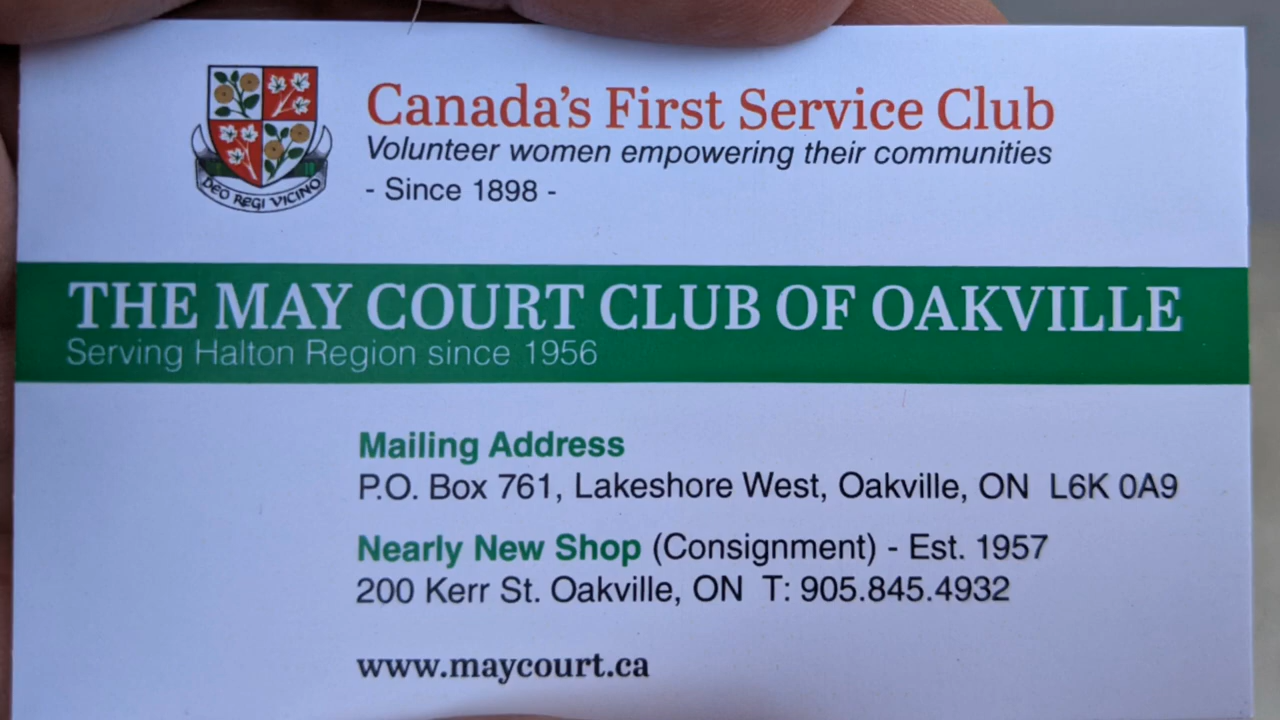 Canada's First Service Club
Volunteer women empowering their communities
- Since 1898 -
DEO REGI VICINO
THE MAY COURT CLUB OF OAKVILLE
Serving Halton Region since 1956
Mailing Address
P.O. Box 761, Lakeshore West, Oakville, ON L6K 0A9
Nearly New Shop (Consignment) - Est. 1957
200 Kerr St. Oakville, ON T: 905.845.4932
www.maycourt.ca